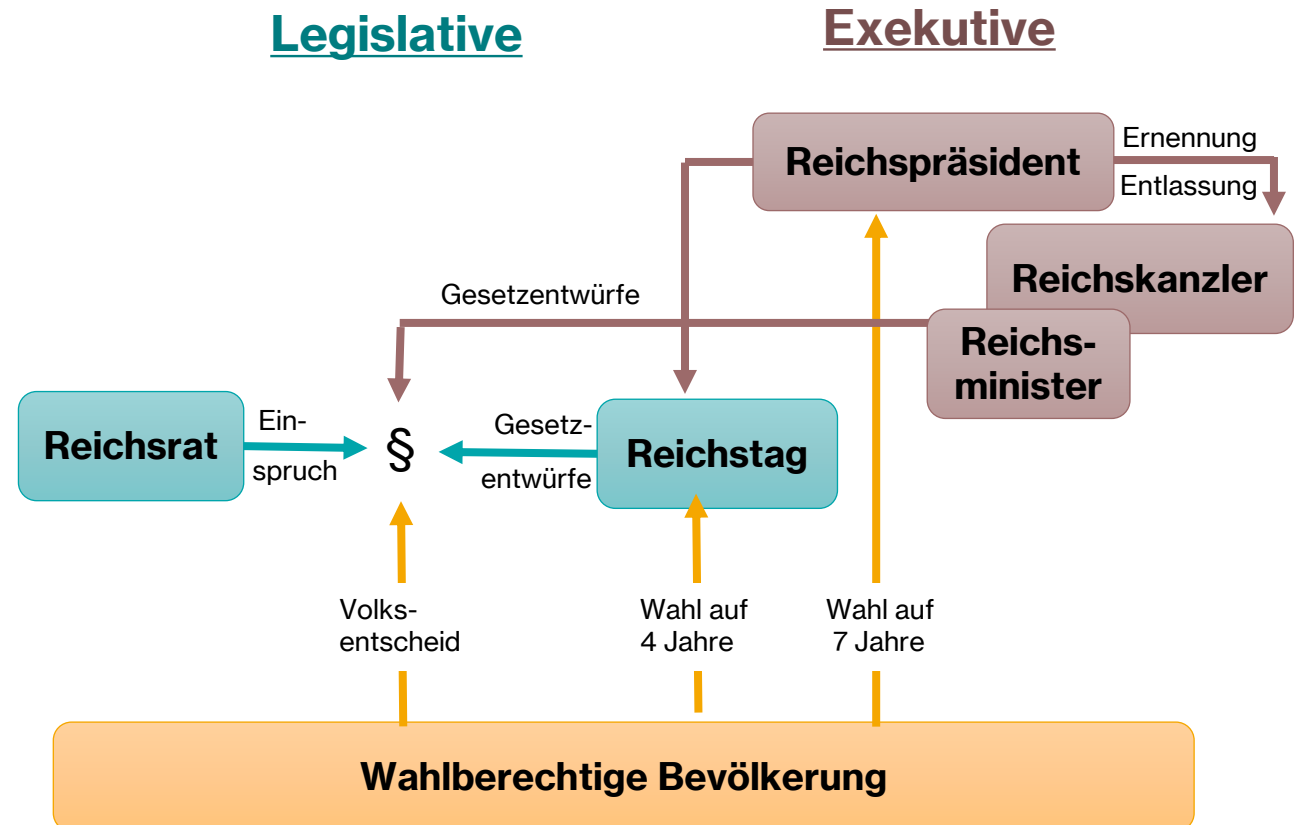 Legislative
Exekutive
Reichspräsident
Ernennung
Entlassung
Reichskanzler
Gesetzentwürfe
Reichs-
minister
Reichsrat
Ein-
spruch
§
Gesetz-
entwürfe
Reichstag
Volks-
entscheid
Wahl auf
4 Jahre
Wahl auf
7 Jahre
Wahlberechtige Bevölkerung